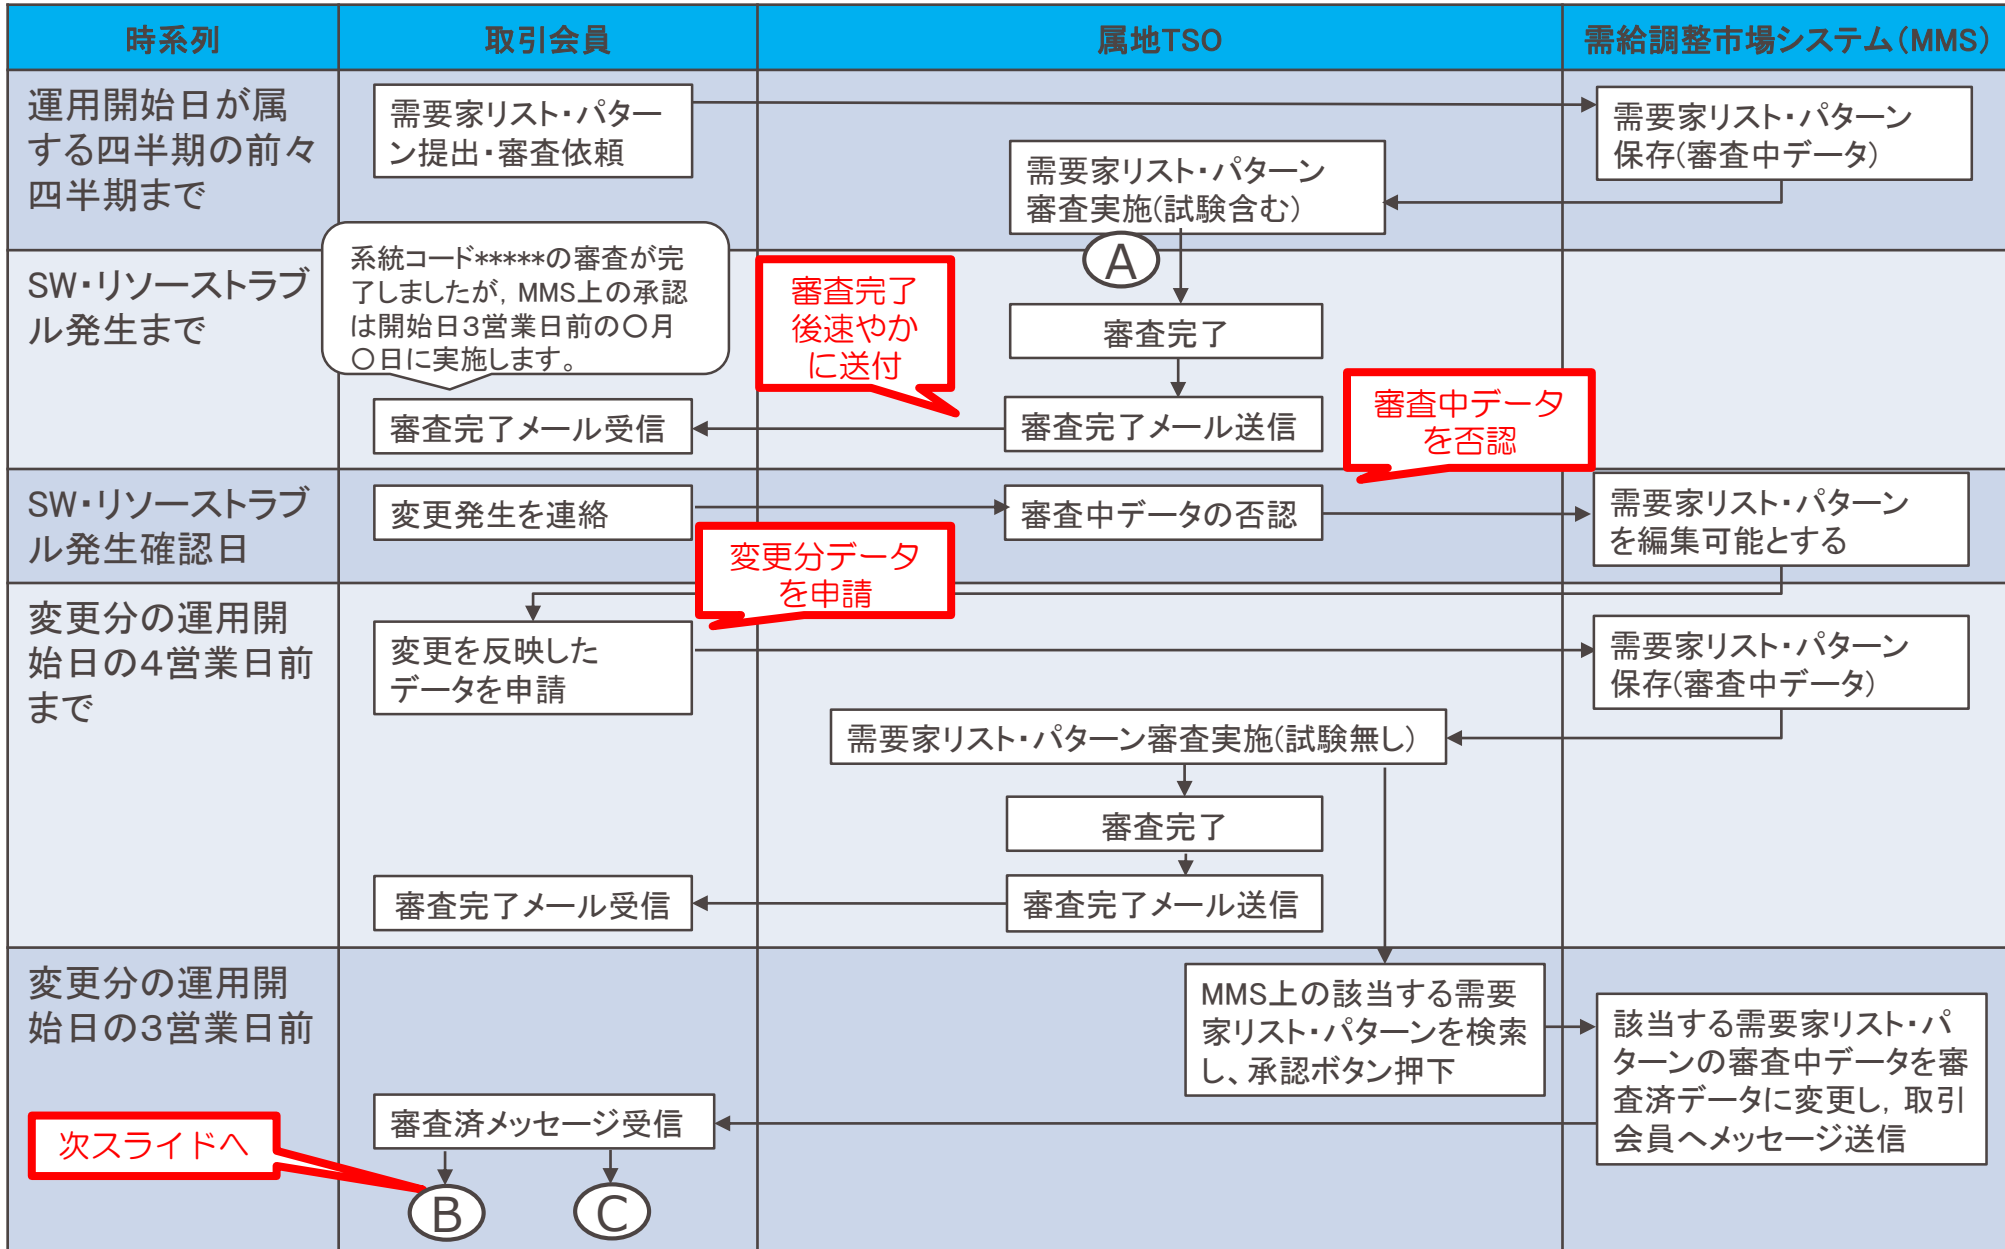 時系列
取引会員
属地TSO
需給調整市場システム(MMS)
運用開始日が属
する四半期の前々
四半期まで
需要家リスト・パター
ン提出・審査依頼
需要家リスト・パターン
保存(審査中データ)
需要家リスト・パターン
審査実施(試験含む)
A
SW・リソーストラブ
ル発生まで
系統コード*****の審査が完
了しましたが, MMS上の承認
は開始日3営業日前の〇月
〇日に実施します。
審査完了
後速やか
に送付
審査完了
審査完了メール送信
審査完了メール受信
審査中データ
を否認
SW・リソーストラブ
ル発生確認日
変更発生を連絡
審査中データの否認
需要家リスト・パターン
を編集可能とする
変更分データ
を申請
変更分の運用開
始日の4営業日前
まで
変更を反映した
データを申請
需要家リスト・パターン
保存(審査中データ)
需要家リスト・パターン審査実施(試験無し)
審査完了
審査完了メール送信
審査完了メール受信
変更分の運用開
始日の3営業日前
MMS上の該当する需要
家リスト・パターンを検索
し、承認ボタン押下
該当する需要家リスト・パ
ターンの審査中データを審
査済データに変更し, 取引
会員へメッセージ送信
審査済メッセージ受信
次スライドへ
B
C